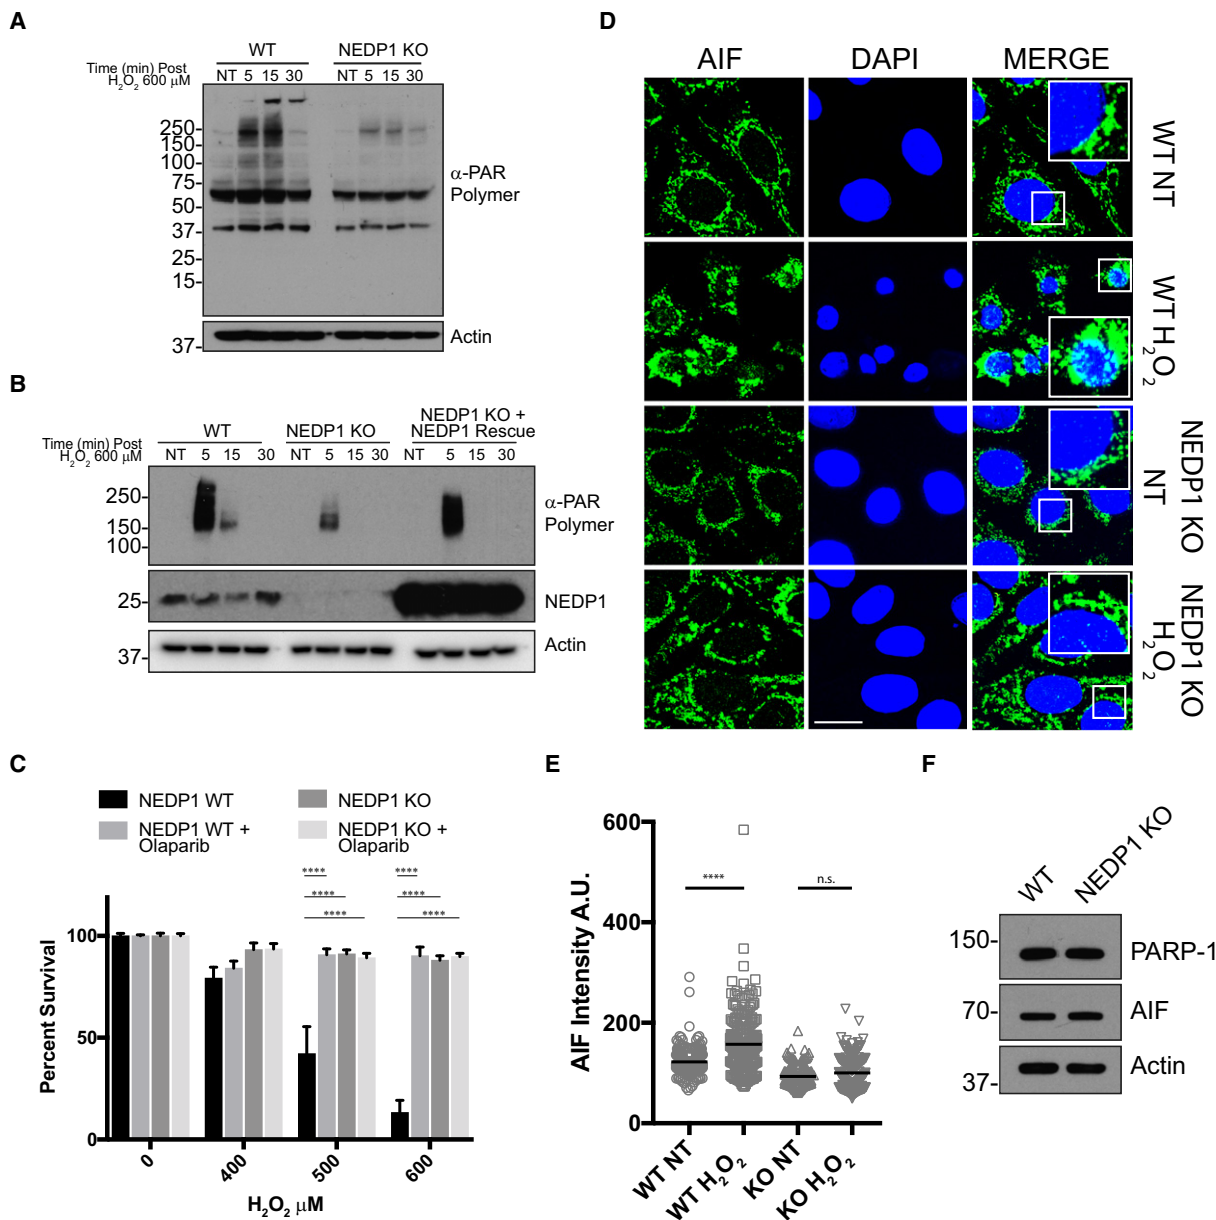 A
WT NEDP1 KO
Time (min) Post
H2O2 600 µM
NT 5 15 30 NT 5 15 30
250-
150-
100-
75-
50-
37-
25-
15-
α-PAR
Polymer
37-
Actin
B
WT NEDP1 KO NEDP1 KO +
NEDP1 Rescue
Time (min) Post
H2O2 600 µM
NT 5 15 30 NT 5 15 30 NT 5 15 30
250-
150-
100-
α-PAR
Polymer
25-
NEDP1
37-
Actin
C
NEDP1 WT
NEDP1 KO
NEDP1 WT +
Olaparib
NEDP1 KO +
Olaparib
**** ****
**** ****
**** ****
Percent Survival
100
50
0
0 400 500 600
H2O2 µM
D
AIF DAPI MERGE
WT NT
WT H2O2
NEDP1 KO
NT
NEDP1 KO
H2O2
E
AIF Intensity A.U.
600
400
200
0
**** n.s.
WT NT WT H2O2 KO NT KO H2O2
F
WT NEDP1 KO
150-
PARP-1
70-
AIF
37-
Actin